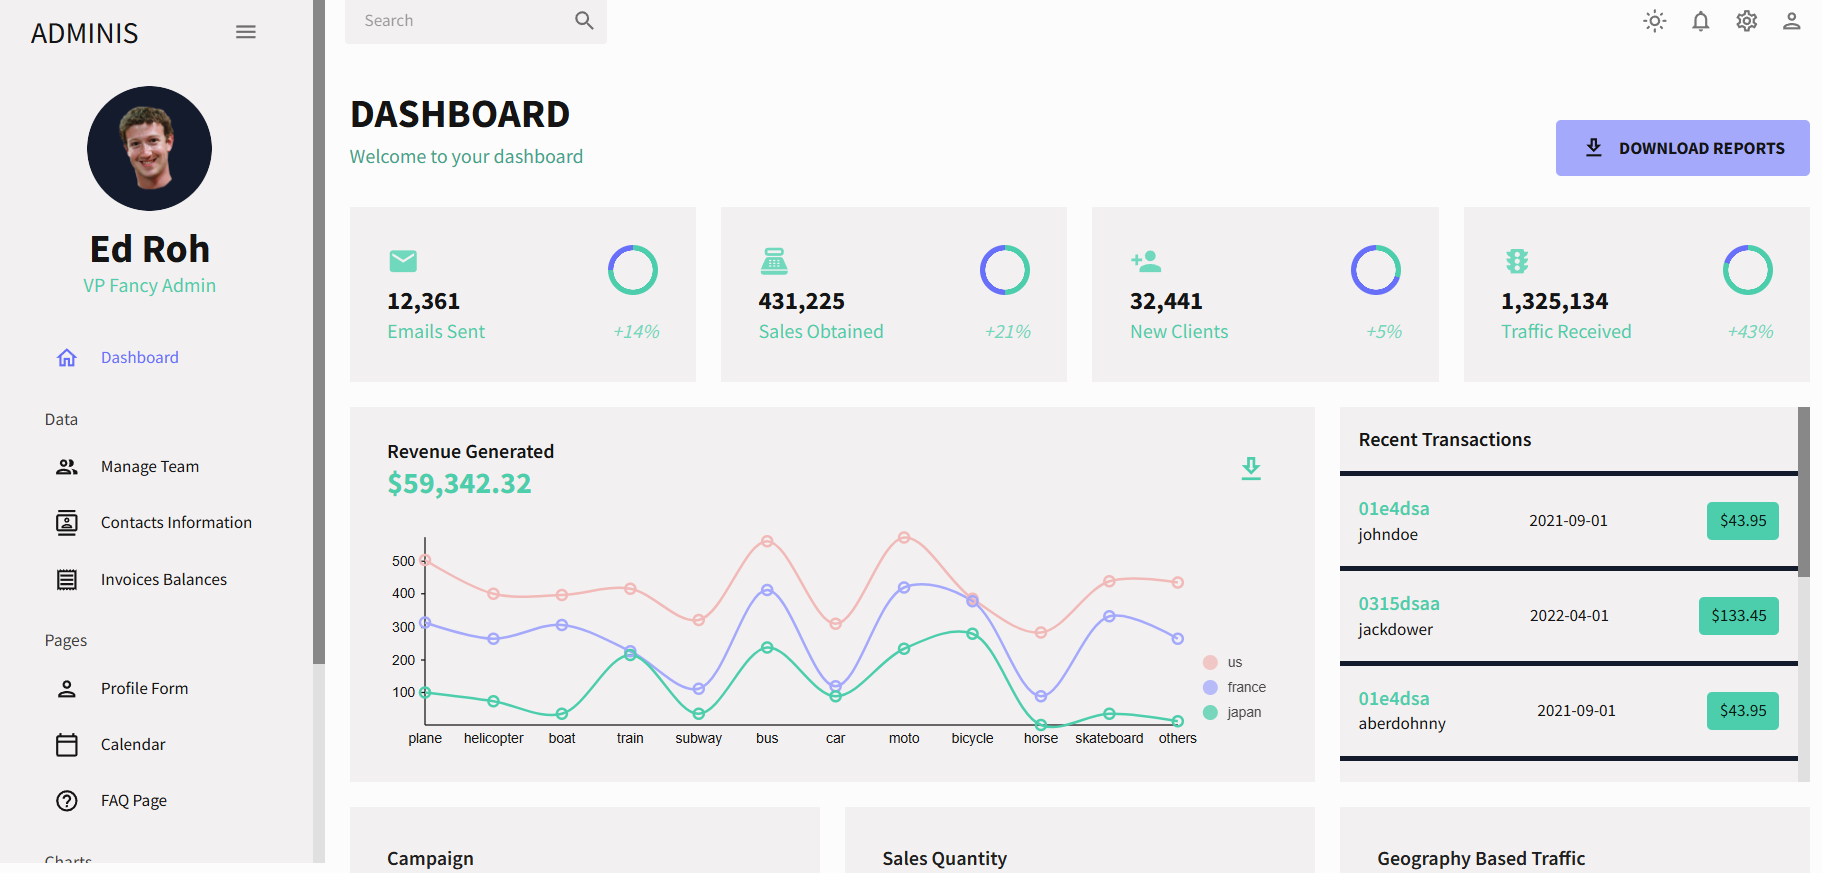 ADMINIS
Search
Ed Roh
VP Fancy Admin
Dashboard
Data
Manage Team
Contacts Information
Invoices Balances
Pages
Profile Form
Calendar
FAQ Page
Charts
DASHBOARD
Welcome to your dashboard
DOWNLOAD REPORTS
12,361
Emails Sent +14%
431,225
Sales Obtained +21%
32,441
New Clients +5%
1,325,134
Traffic Received +43%
Revenue Generated
$59,342.32
500
400
300
200
100
plane helicopter boat train subway bus car moto bicycle horse skateboard others
us
france
japan
Recent Transactions
01e4dsa
johndoe
2021-09-01
$43.95
0315dsaa
jackdower
2022-04-01
$133.45
01e4dsa
aberdohnny
2021-09-01
$43.95
Campaign
Sales Quantity
Geography Based Traffic